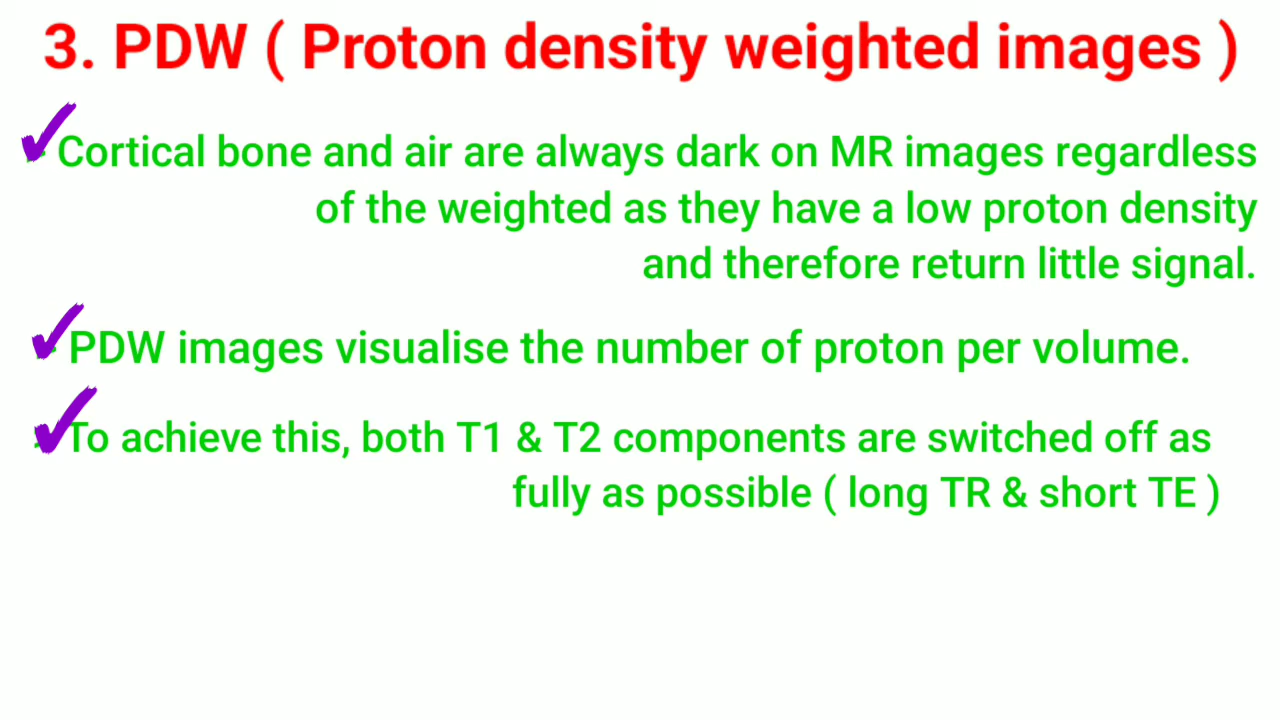 3. PDW ( Proton density weighted images )
Cortical bone and air are always dark on MR images regardless
of the weighted as they have a low proton density
and therefore return little signal.
PDW images visualise the number of proton per volume.
To achieve this, both T1 & T2 components are switched off as
fully as possible ( long TR & short TE )